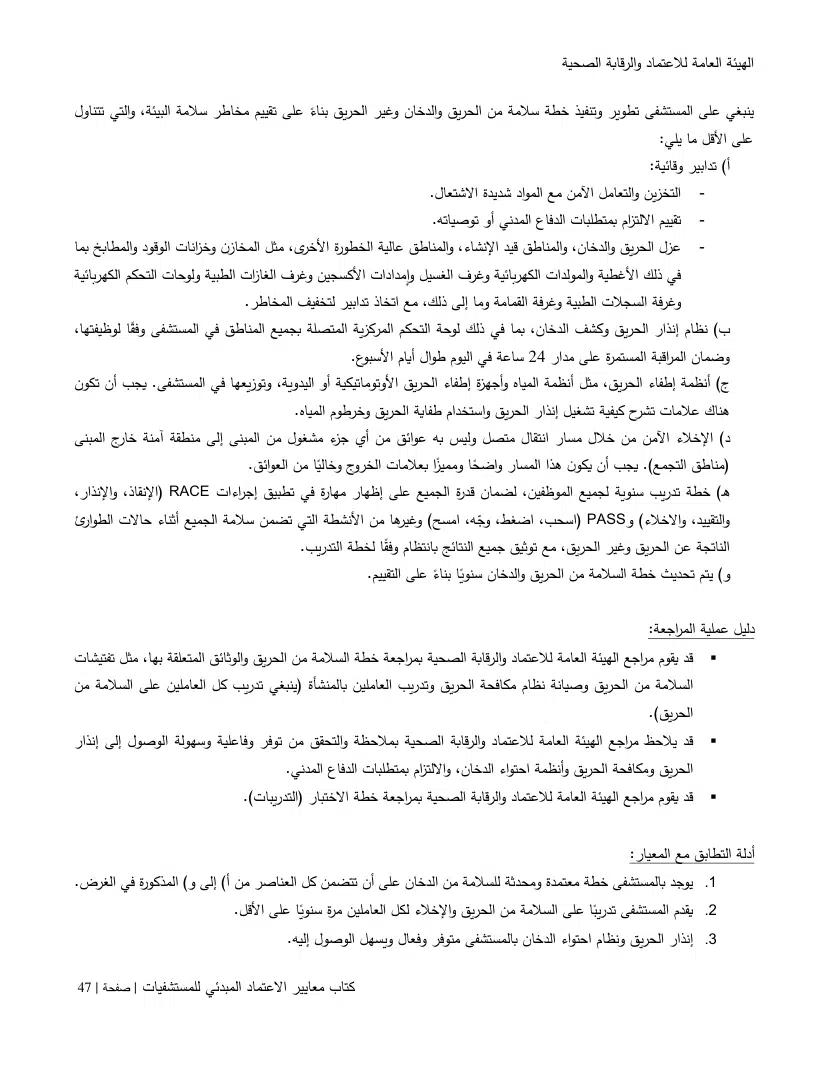 الهيئة العامة للاعتماد والرقابة الصحية
ينبغي على المستشفى تطوير وتنفيذ خطة سلامة من الحريق والدخان وغير الحريق بناءً على تقييم مخاطر سلامة البيئة، والتي تتناول
على الأقل ما يلي:
أ) تدابير وقائية:
- التخزين والتعامل الآمن مع المواد شديدة الاشتعال.
- تقييم الالتزام بمتطلبات الدفاع المدني أو توصياته.
- عزل الحريق والدخان، والمناطق قيد الإنشاء، والمناطق عالية الخطورة الأخرى، مثل المخازن وخزانات الوقود والمطابخ بما
في ذلك الأغطية والمولدات الكهربائية وغرف الغسيل وإمدادات الأكسجين وغرف الغازات الطبية ولوحات التحكم الكهربائية
وغرفة السجلات الطبية وغرفة القمامة وما إلى ذلك، مع اتخاذ تدابير لتخفيف المخاطر.
ب) نظام إنذار الحريق وكشف الدخان، بما في ذلك لوحة التحكم المركزية المتصلة بجميع المناطق في المستشفى وفقًا لوظيفتها،
وضمان المراقبة المستمرة على مدار 24 ساعة في اليوم طوال أيام الأسبوع.
ج) أنظمة إطفاء الحريق، مثل أنظمة المياه وأجهزة إطفاء الحريق الأوتوماتيكية أو اليدوية، وتوزيعها في المستشفى. يجب أن تكون
هناك علامات تشرح كيفية تشغيل إنذار الحريق واستخدام طفاية الحريق وخرطوم المياه.
د) الإخلاء الآمن من خلال مسار انتقال متصل وليس به عوائق من أي جزء مشغول من المبنى إلى منطقة آمنة خارج المبنى
(مناطق التجمع). يجب أن يكون هذا المسار واضحًا ومميزًا بعلامات الخروج وخاليًا من العوائق.
هـ) خطة تدريب سنوية لجميع الموظفين، لضمان قدرة الجميع على إظهار مهارة في تطبيق إجراءات RACE (الإنقاذ، والإنذار،
والتقييد، والاخلاء) وPASS (اسحب، اضغط، وجّه، امسح) وغيرها من الأنشطة التي تضمن سلامة الجميع أثناء حالات الطوارئ
الناتجة عن الحريق وغير الحريق، مع توثيق جميع النتائج بانتظام وفقًا لخطة التدريب.
و) يتم تحديث خطة السلامة من الحريق والدخان سنويًا بناءً على التقييم.
دليل عملية المراجعة:
▪ قد يقوم مراجع الهيئة العامة للاعتماد والرقابة الصحية بمراجعة خطة السلامة من الحريق والوثائق المتعلقة بها، مثل تفتيشات
السلامة من الحريق وصيانة نظام مكافحة الحريق وتدريب العاملين بالمنشأة (ينبغي تدريب كل العاملين على السلامة من
الحريق).
▪ قد يلاحظ مراجع الهيئة العامة للاعتماد والرقابة الصحية بملاحظة والتحقق من توفر وفاعلية وسهولة الوصول إلى إنذار
الحريق ومكافحة الحريق وأنظمة احتواء الدخان، والالتزام بمتطلبات الدفاع المدني.
▪ قد يقوم مراجع الهيئة العامة للاعتماد والرقابة الصحية بمراجعة خطة الاختبار (التدريبات).
أدلة التطابق مع المعيار:
1. يوجد بالمستشفى خطة معتمدة ومحدثة للسلامة من الدخان على أن تتضمن كل العناصر من أ) إلى و) المذكورة في الغرض.
2. يقدم المستشفى تدريبًا على السلامة من الحريق والإخلاء لكل العاملين مرة سنويًا على الأقل.
3. إنذار الحريق ونظام احتواء الدخان بالمستشفى متوفر وفعال ويسهل الوصول إليه.
كتاب معايير الاعتماد المبدئي للمستشفيات | صفحة | 47